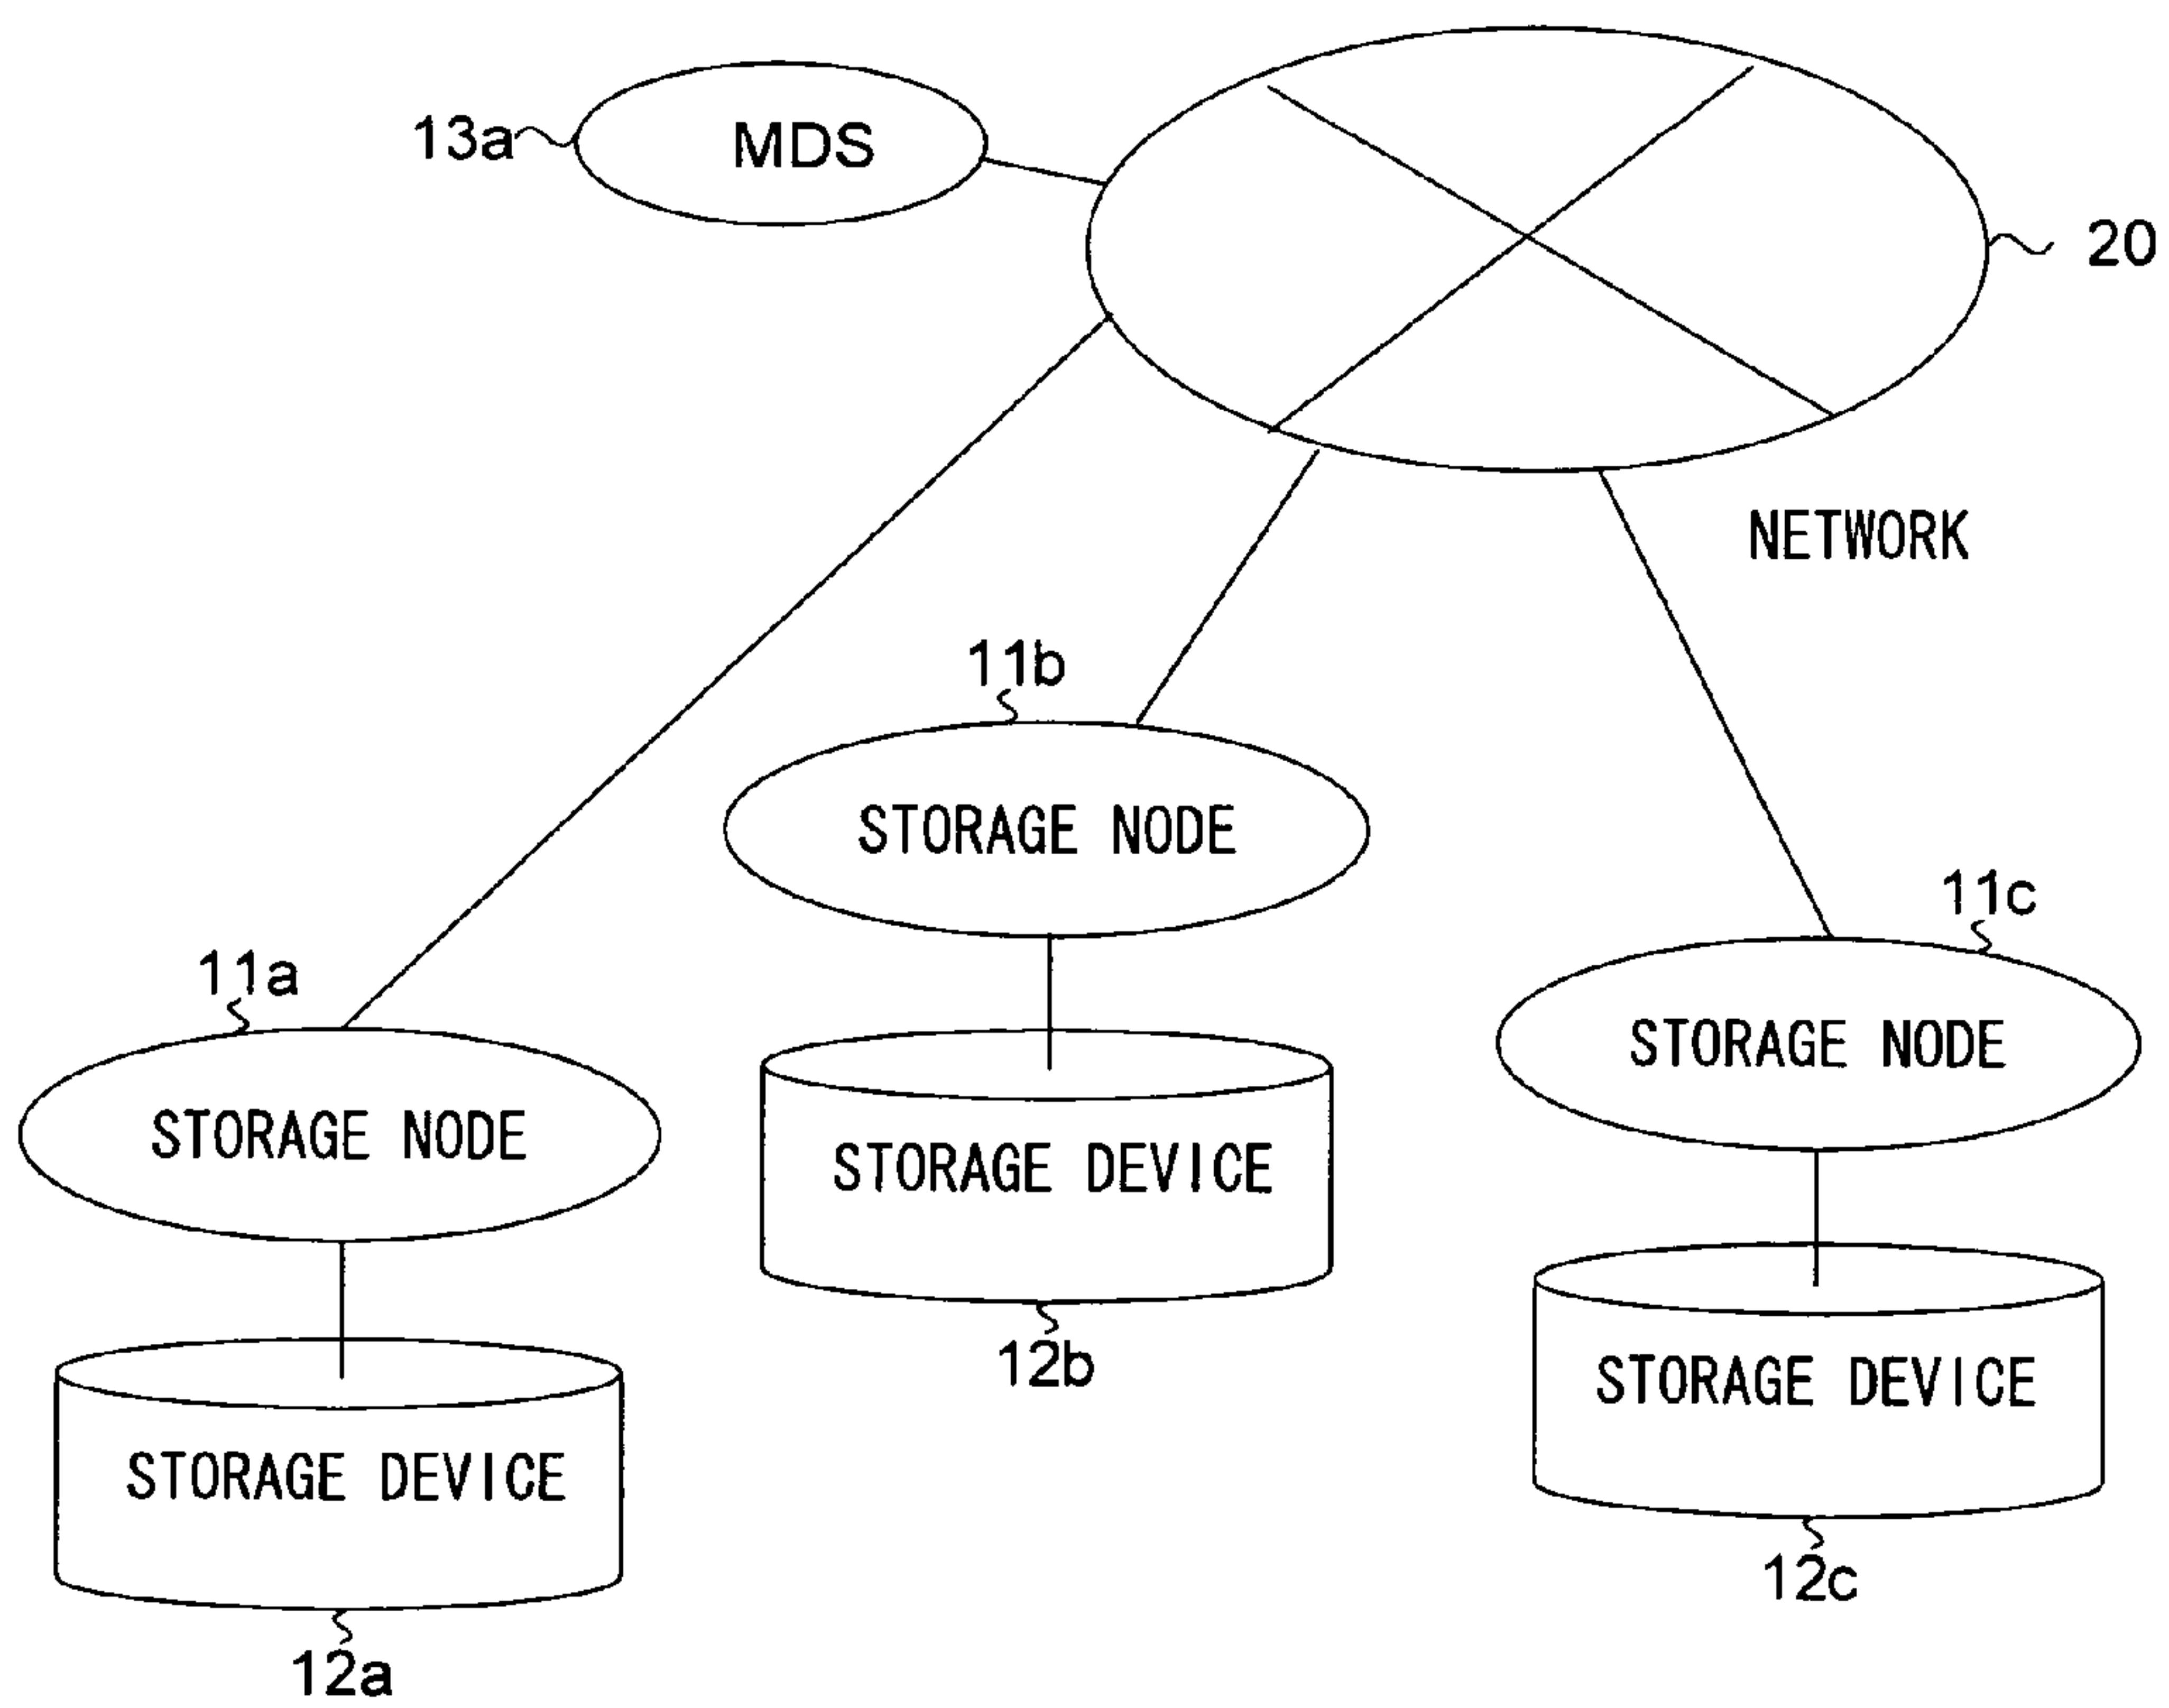 13a
MDS
20
NETWORK
11b
STORAGE NODE
11c
STORAGE NODE
11a
STORAGE NODE
STORAGE DEVICE
12b
STORAGE DEVICE
12c
STORAGE DEVICE
12a